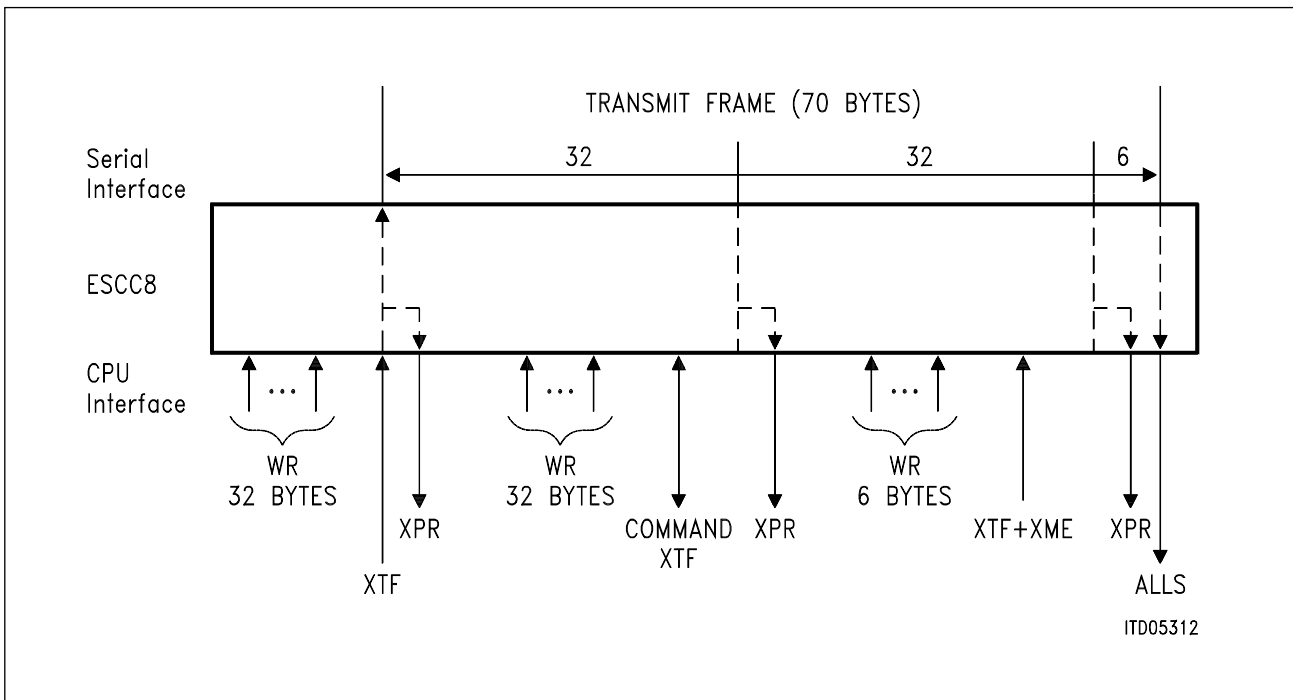 TRANSMIT FRAME (70 BYTES)
Serial
Interface
32
32
6
ESCC8
CPU
Interface
...
...
...
WR
32 BYTES
XPR
XTF
WR
32 BYTES
COMMAND
XTF
XPR
WR
6 BYTES
XTF+XME
XPR
ALLS
ITD05312